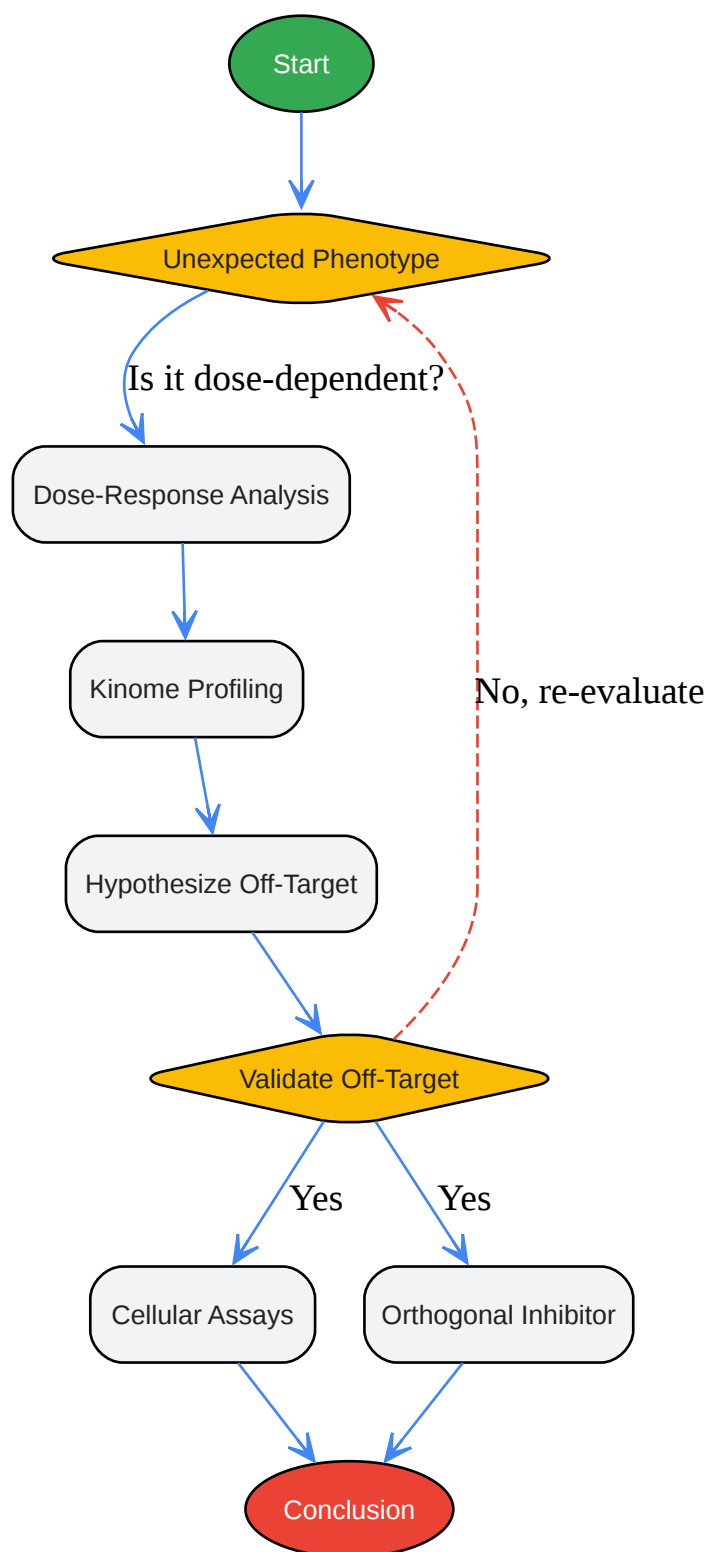 Start
Unexpected Phenotype
Is it dose-dependent?
Dose-Response Analysis
Kinome Profiling
No, re-evaluate
Hypothesize Off-Target
Validate Off-Target
Yes
Yes
Cellular Assays
Orthogonal Inhibitor
Conclusion